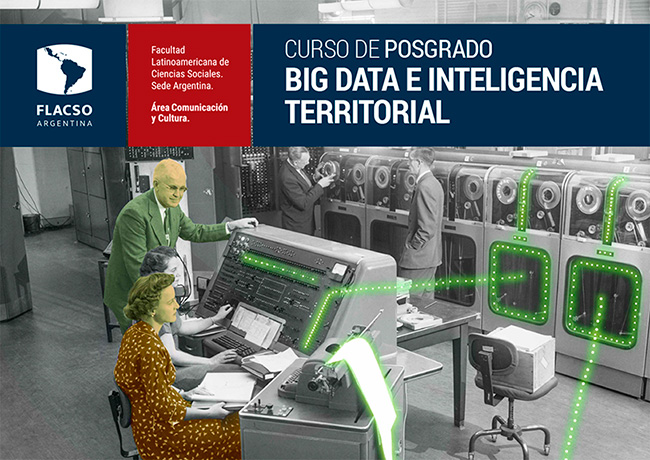 FLACSO
ARGENTINA
Facultad
Latinoamericana de
Ciencias Sociales.
Sede Argentina.
Área Comunicación
y Cultura.
CURSO DE POSGRADO
BIG DATA E INTELIGENCIA
TERRITORIAL